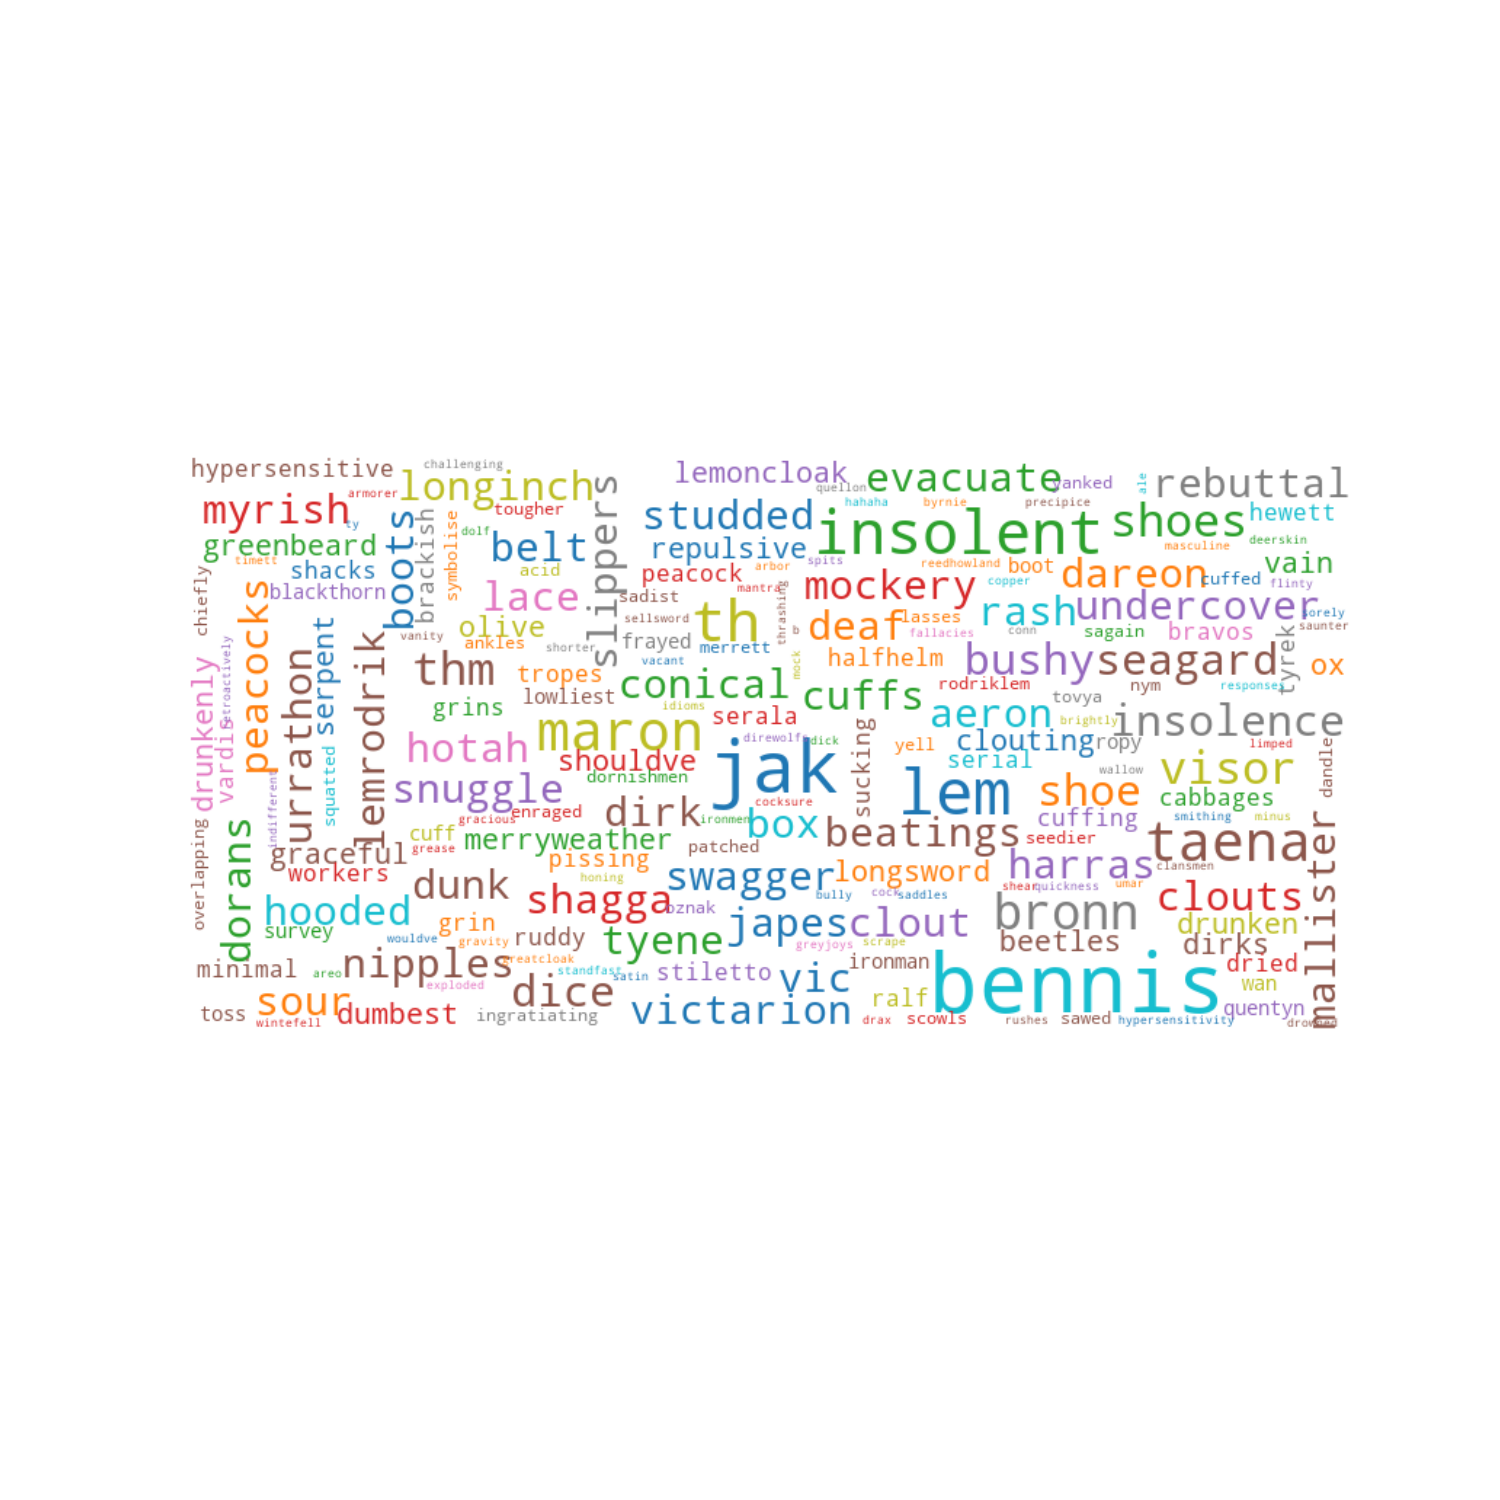 hypersensitive
challenging
longinch
slippers
lemoncloak
quellon
evacuate
yanked
ale
rebuttal
myrish
armorer
ty
boots
brackish
symbolise
tougher
dolf
belt
studded
hahaha
byrnie
precipice
insolent
shoes
hewett
greenbeard
timett
shacks
blackthorn
acid
repulsive
spits
masculine
deerskin
vain
chiefly
peacocks
lace
peacock
arbor
mantra
reedhowland
boot
dareon
cuffed
flinty
sadist
mockery
copper
rash
undercover
sorely
saunter
olive
ankles
vanity
sellsword
th
thrashing
b
deaf
lasses
fallacies
conn
sagain
bravos
tyrek
serpent
urrathon
lemrodrik
drunkenly
retroactively
vardis
shorter
frayed
merrett
vacant
mock
halfhelm
bushy
seagard
ox
thm
tropes
lowliest
conical
idioms
cuffs
rodriklem
tovya
nym
responses
grins
maron
serala
aeron
brightly
insolence
hotah
shouldve
direwolfs
dick
sucking
yell
clouting
ropy
limped
dandle
squatted
indifferent
snuggle
dornishmen
jak
lem
serial
wallow
visor
shoe
cabbages
enraged
dirk
cocksure
ironmen
box
beatings
cuffing
smithing
minus
overlapping
dorans
gracious
cuff
grease
merryweather
patched
seedier
taena
mallister
graceful
workers
pissing
honing
longsword
harras
clansmen
dunk
swagger
bully
cock
saddles
shear
quickness
umar
clouts
hooded
shagga
oznak
japes
clout
bronn
drunken
survey
wouldve
grin
gravity
ruddy
tyene
greyjoys
scrape
beetles
dirks
minimal
areo
nipples
exploded
greatcloak
standfast
satin
stiletto
vic
ironman
bennis
dried
wan
toss
sour
wintefell
dumbest
ingratiating
dice
victarion
ralf
drax
scowls
rushes
sawed
hypersensitivity
quentyn
drowned